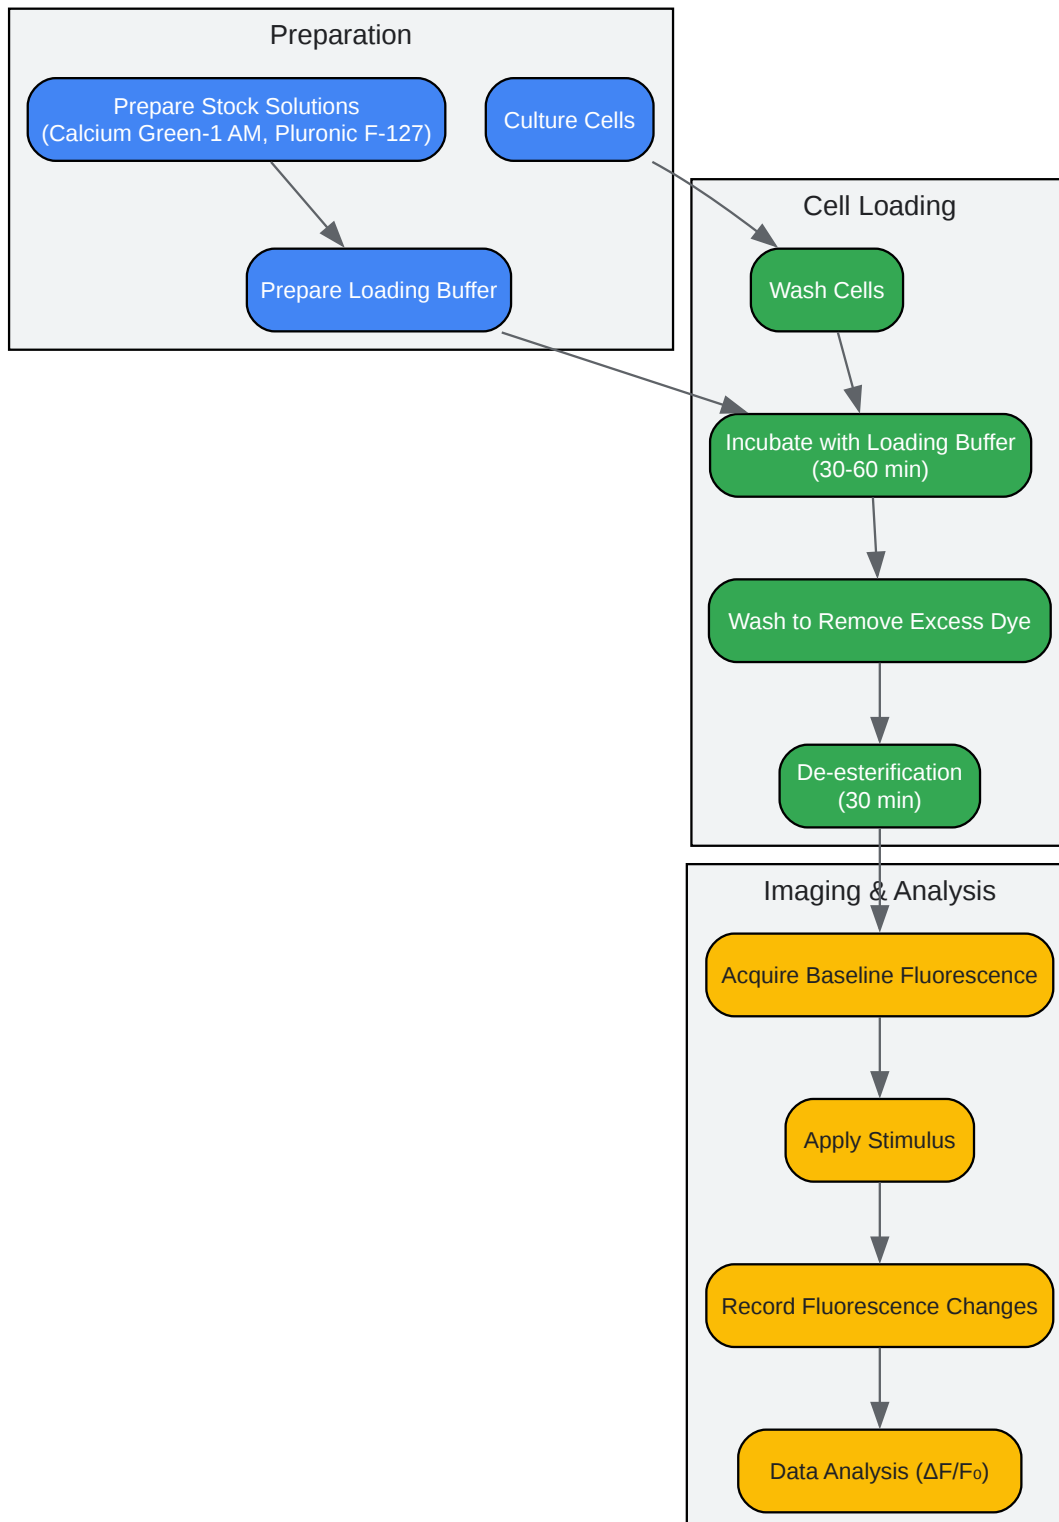 Preparation
Prepare Stock Solutions
(Calcium Green-1 AM, Pluronic F-127)
Culture Cells
Prepare Loading Buffer
Cell Loading
Wash Cells
Incubate with Loading Buffer
(30-60 min)
Wash to Remove Excess Dye
De-esterification
(30 min)
Imaging & Analysis
Acquire Baseline Fluorescence
Apply Stimulus
Record Fluorescence Changes
Data Analysis (ΔF/F₀)